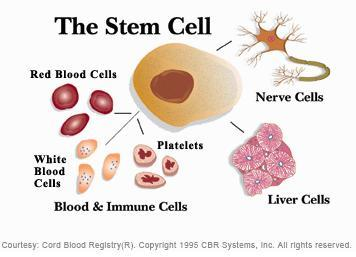 The Stem Cell
Red Blood Cells
Nerve Cells
Platelets
White
Blood
Cells
Blood & Immune Cells
Liver Cells
Courtesy: Cord Blood Registry(R). Copyright 1995 CBR Systems, Inc. All rights reserved.